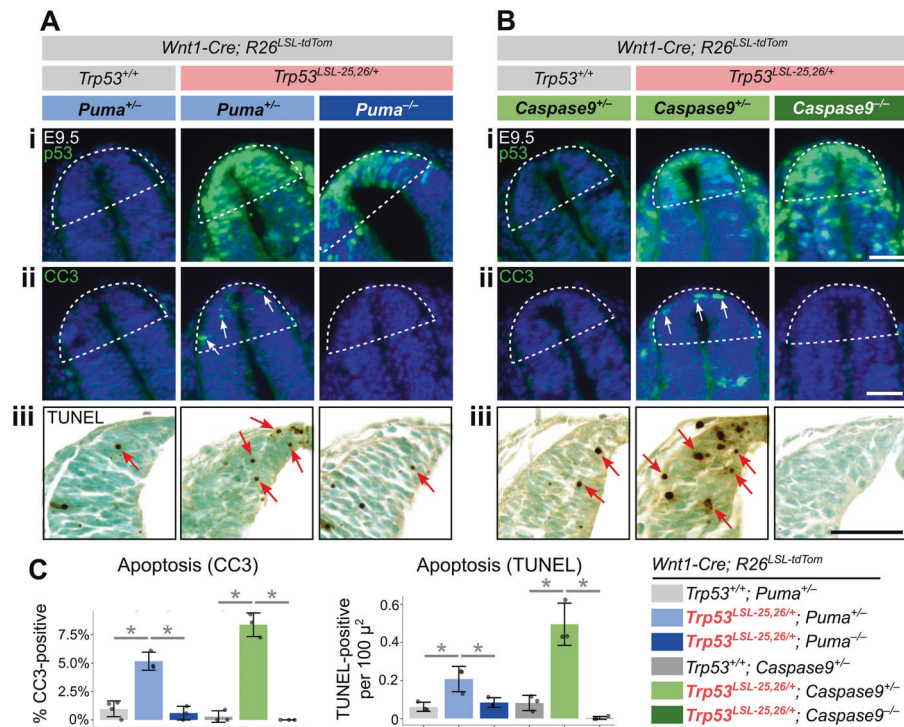 A
Wnt1-Cre; R26LSL-tdTom
Trp53+/+ Trp53LSL-25,26/+
Puma+/– Puma+/– Puma–/–
i
E9.5
p53
ii
CC3
iii
TUNEL
B
Wnt1-Cre; R26LSL-tdTom
Trp53+/+ Trp53LSL-25,26/+
Caspase9+/– Caspase9+/– Caspase9–/–
i
E9.5
p53
ii
CC3
iii
TUNEL
C
Apoptosis (CC3)
% CC3-positive
7.5%
5.0%
2.5%
0%
* * * *
Apoptosis (TUNEL)
TUNEL-positive
per 100 µ²
0.6
0.4
0.2
0
* * * *
Wnt1-Cre; R26LSL-tdTom
Trp53+/+; Puma+/–
Trp53LSL-25,26/+; Puma+/–
Trp53LSL-25,26/+; Puma–/–
Trp53+/+; Caspase9+/–
Trp53LSL-25,26/+; Caspase9+/–
Trp53LSL-25,26/+; Caspase9–/–